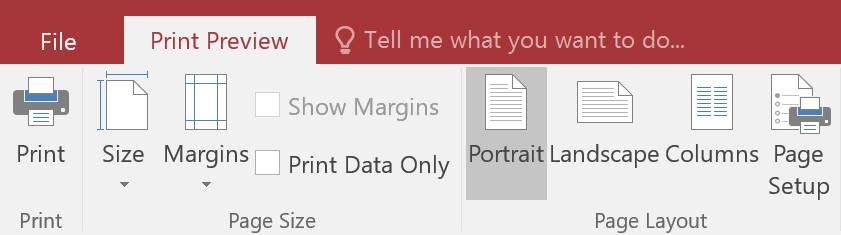 File
Print Preview
Tell me what you want to do...
Print
Size
Margins
Show Margins
Print Data Only
Portrait
Landscape
Columns
Page
Setup
Print
Page Size
Page Layout